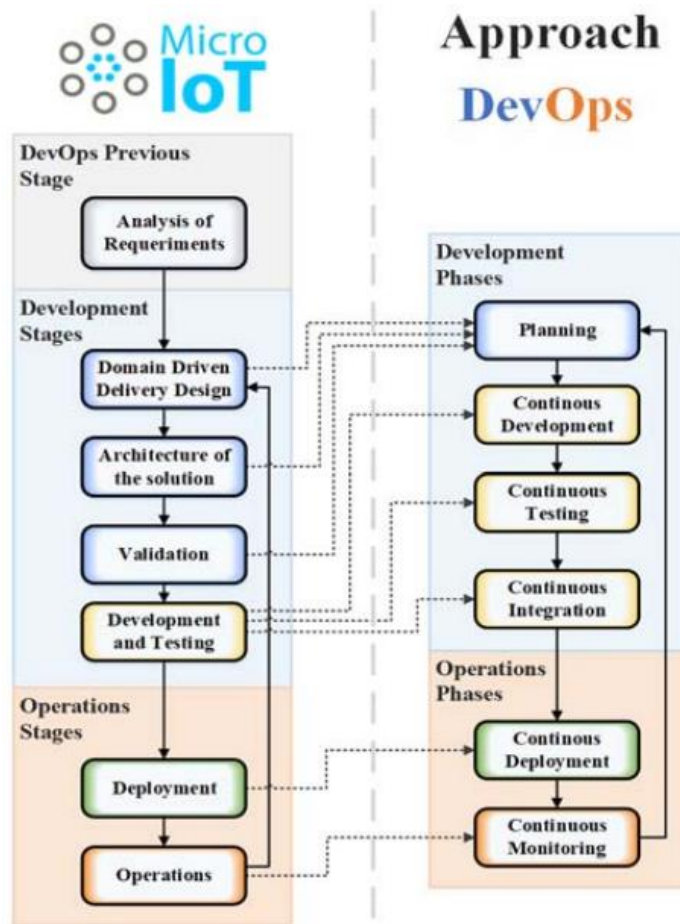 Micro
IoT
DevOps Previous
Stage
Analysis of
Requeriments
Development
Stages
Domain Driven
Delivery Design
Architecture of
the solution
Validation
Development
and Testing
Operations
Stages
Deployment
Operations
Approach
DevOps
Development
Phases
Planning
Continous
Development
Continuous
Testing
Continuous
Integration
Operations
Phases
Continous
Deployment
Continuous
Monitoring